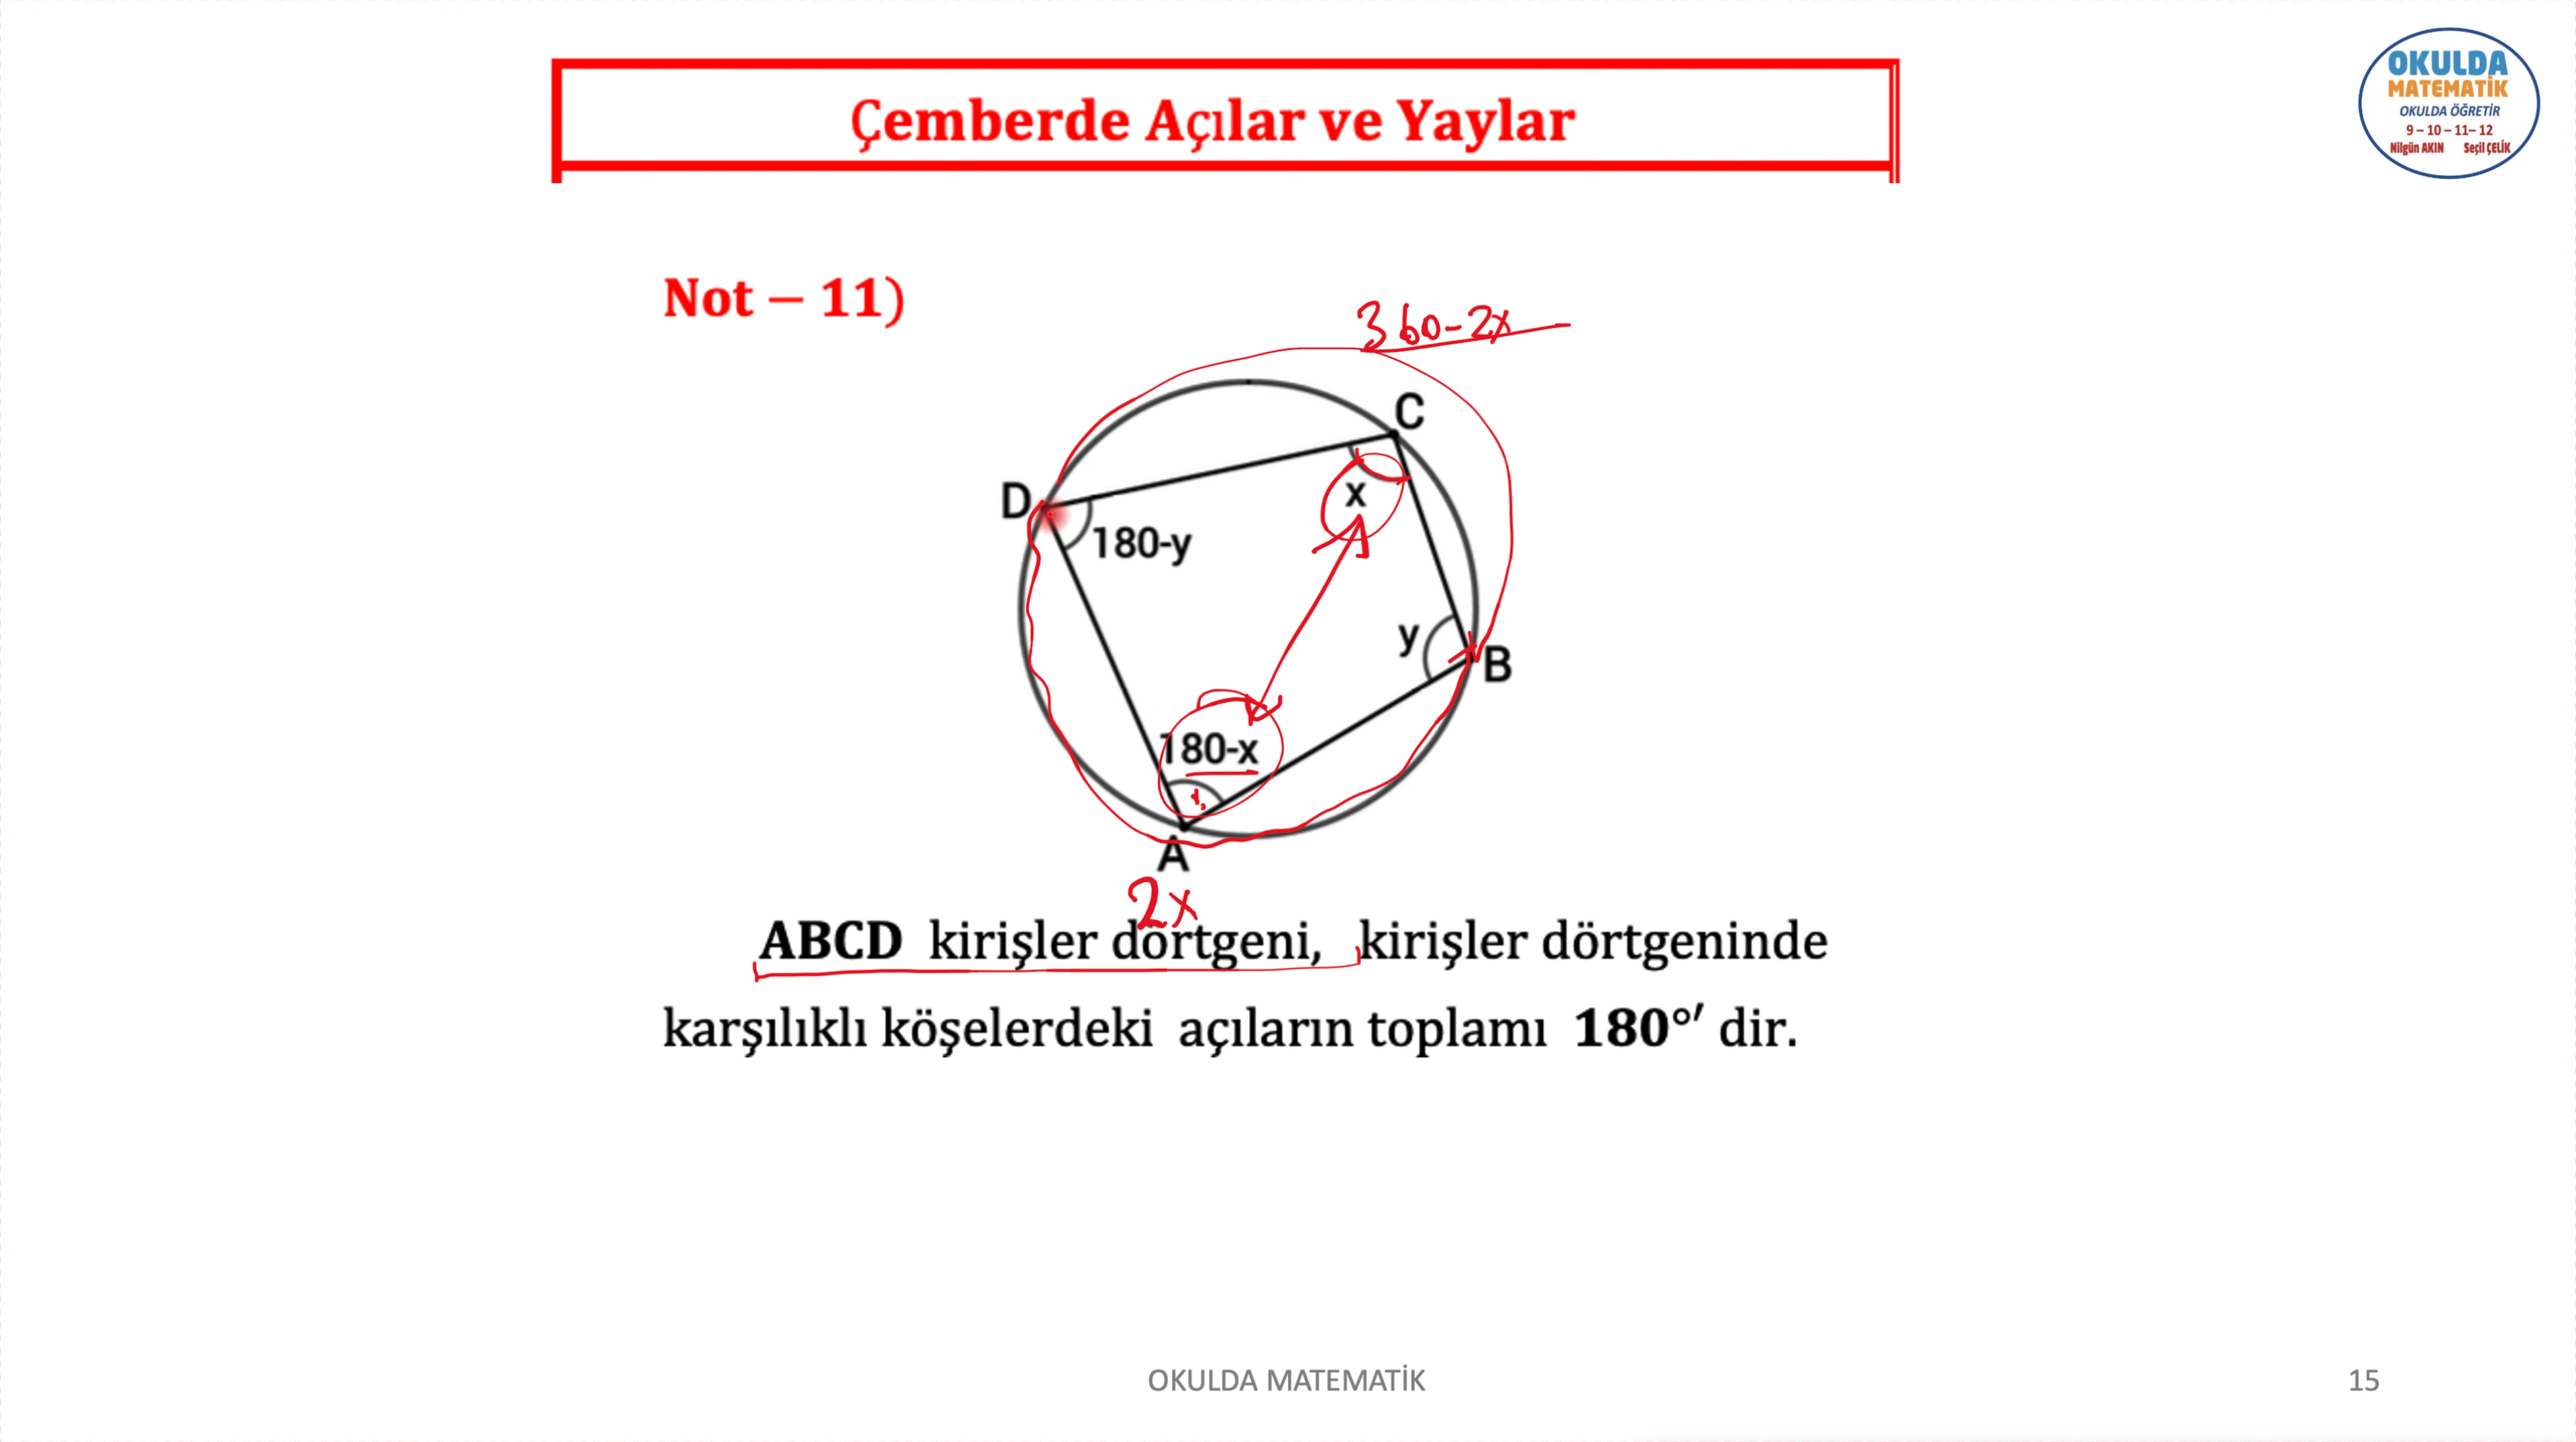 OKULDA
MATEMATİK
OKULDA ÖĞRETİR
9 – 10 – 11– 12
Nilgün AKIN Seçil ÇELİK
Çemberde Açılar ve Yaylar
Not – 11)
360-2x
C
D
x
180-y
y
B
180-x
A
2x
ABCD kirişler dörtgeni, kirişler dörtgeninde
karşılıklı köşelerdeki açıların toplamı 180°′ dir.
OKULDA MATEMATİK
15